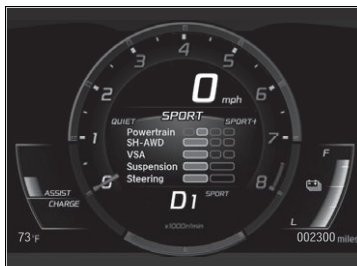 4
3
5
0 mph
2
6
SPORT
QUIET
SPORT+
Powertrain
1
7
SH-AWD
VSA
F
Suspension
Steering
0
8
ASSIST
CHARGE
D1 SPORT
x1000r/min
L
73°F
002300 miles